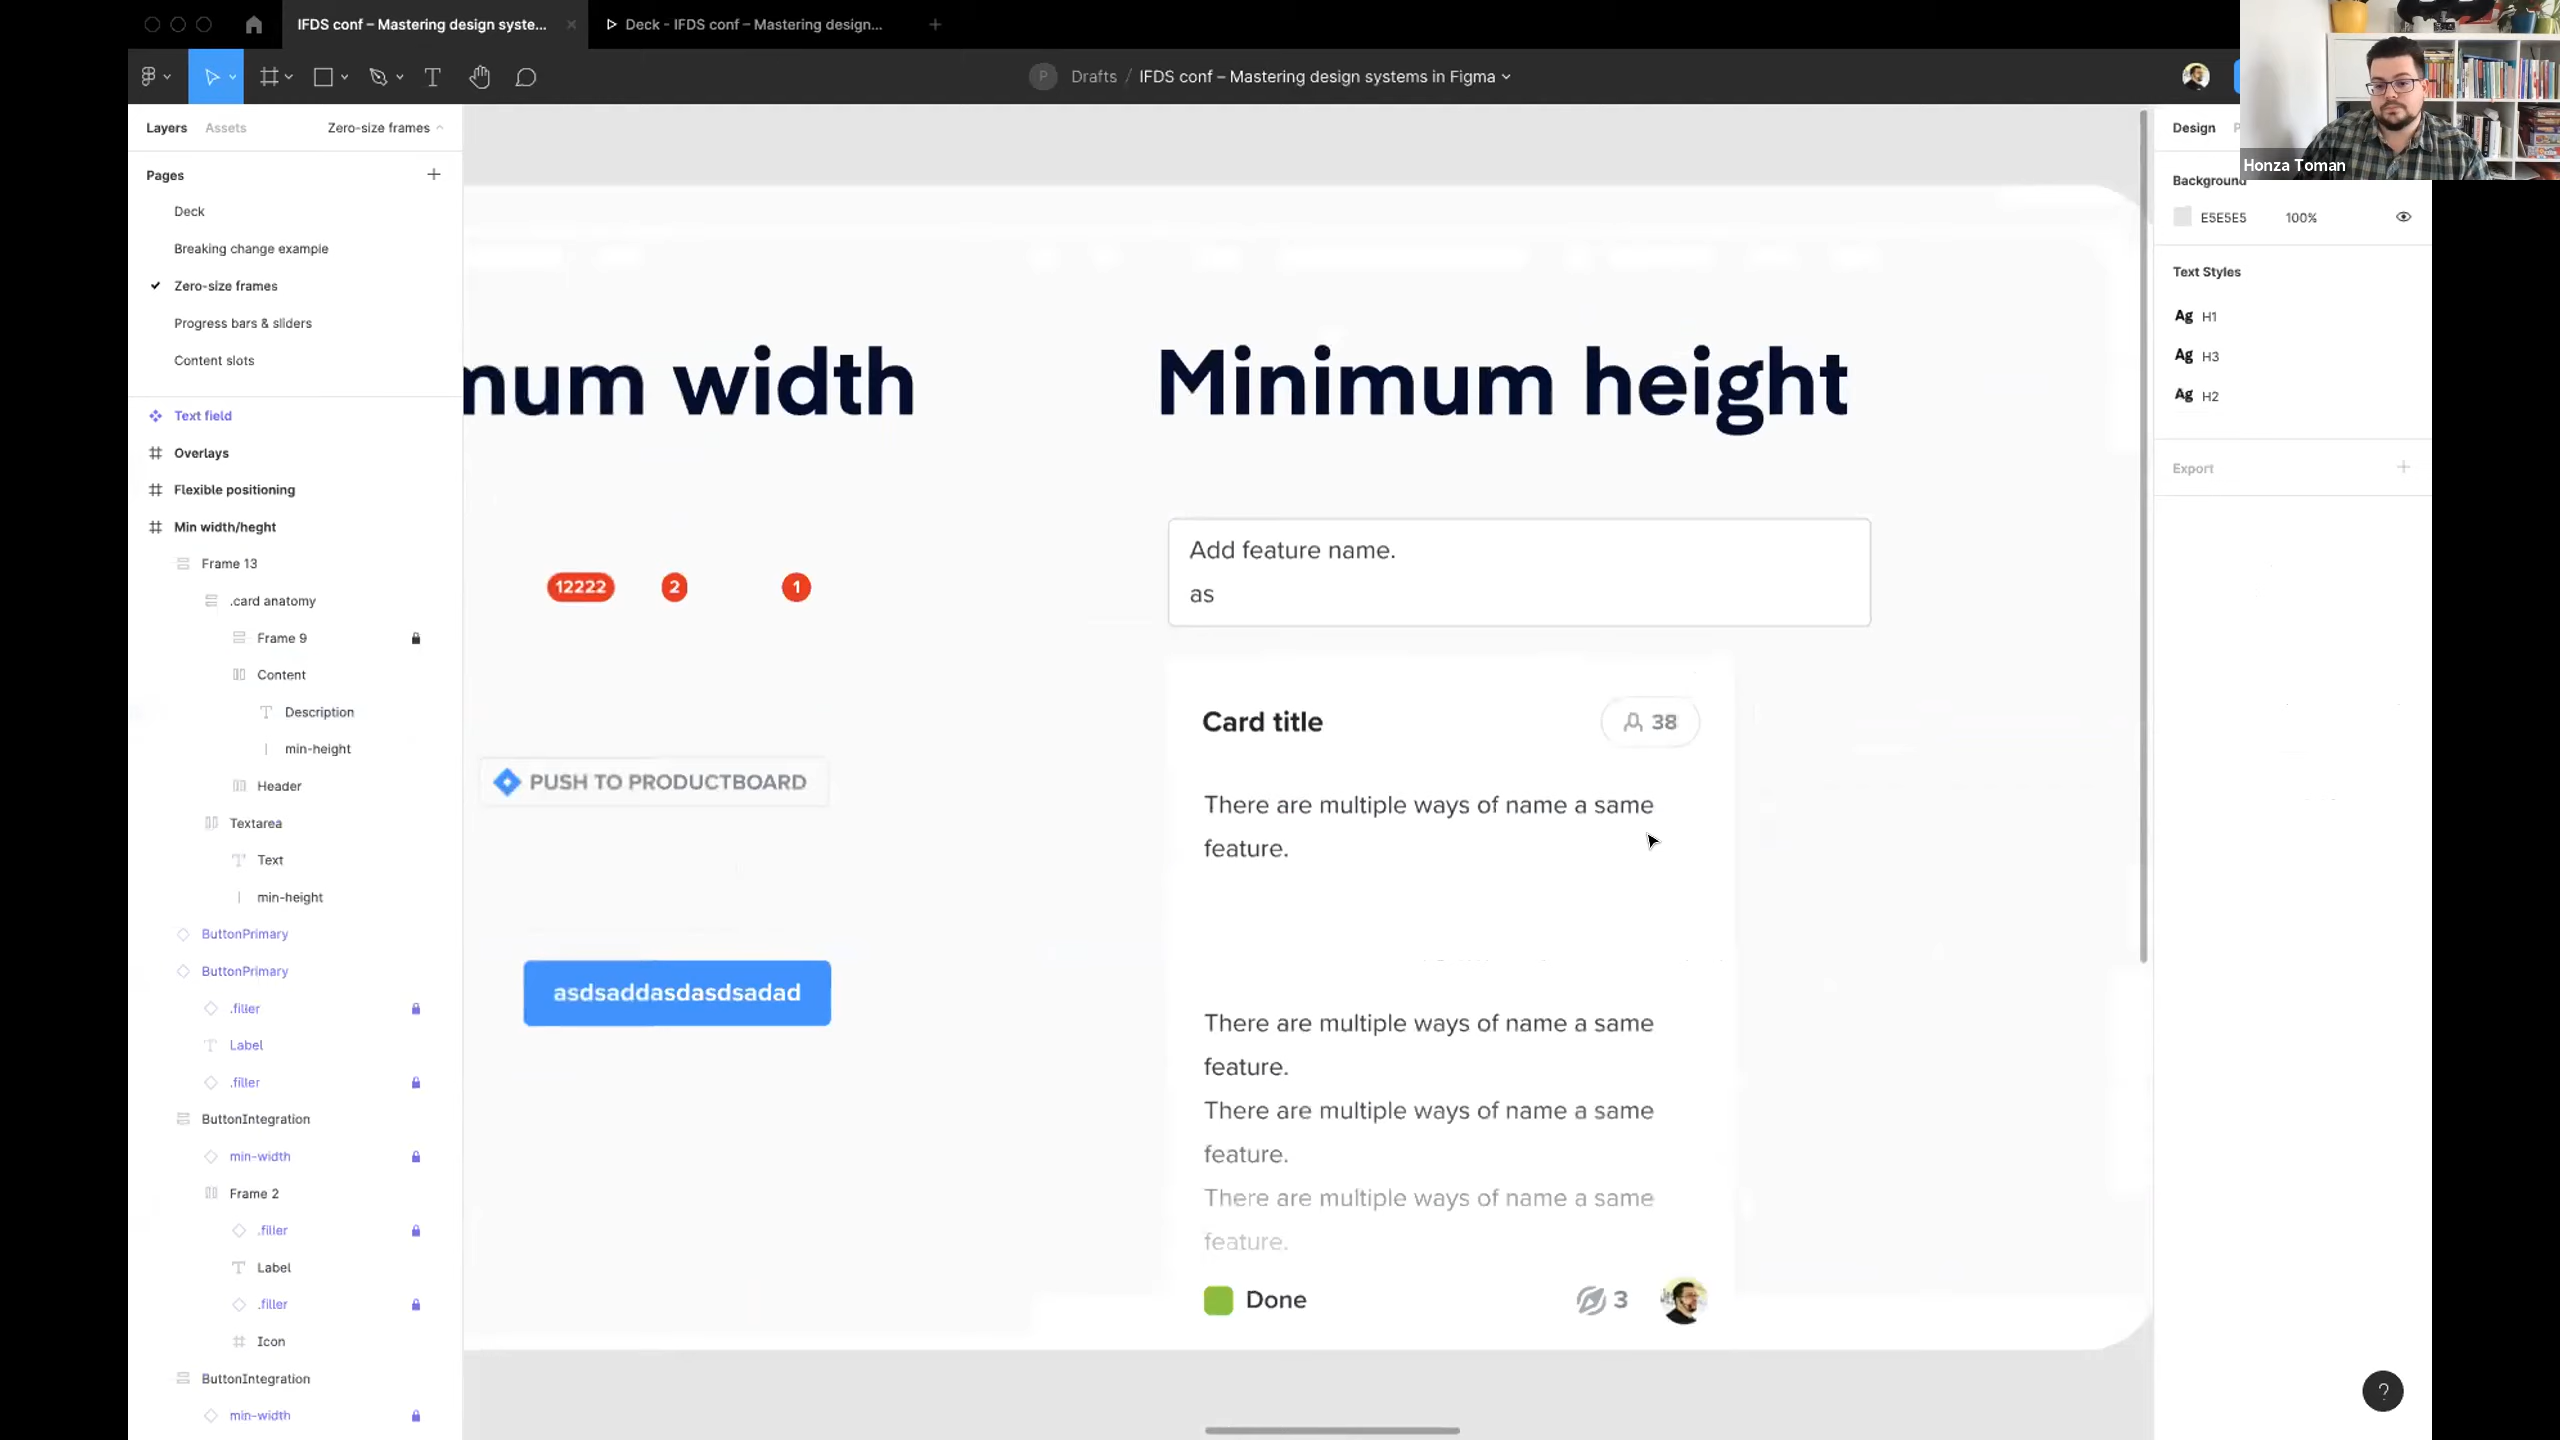 IFDS conf – Mastering design syste...
Deck - IFDS conf – Mastering design...
P
Drafts / IFDS conf – Mastering design systems in Figma
Honza Toman
Layers
Assets
Zero-size frames
Pages
Deck
Breaking change example
Zero-size frames
Progress bars & sliders
Content slots
Text field
Overlays
Flexible positioning
Min width/heght
Frame 13
.card anatomy
Frame 9
Content
Description
min-height
Header
Textarea
Text
min-height
ButtonPrimary
ButtonPrimary
.filler
Label
.filler
ButtonIntegration
min-width
Frame 2
.filler
Label
.filler
Icon
ButtonIntegration
min-width
mum width
12222
2
1
PUSH TO PRODUCTBOARD
asdsaddasdasdsadad
Minimum height
Add feature name.
as
Card title
38
There are multiple ways of name a same
feature.
There are multiple ways of name a same
feature.
There are multiple ways of name a same
feature.
There are multiple ways of name a same
feature.
Done
3
Design
P
Background
E5E5E5
100%
Text Styles
Ag H1
Ag H3
Ag H2
Export
?